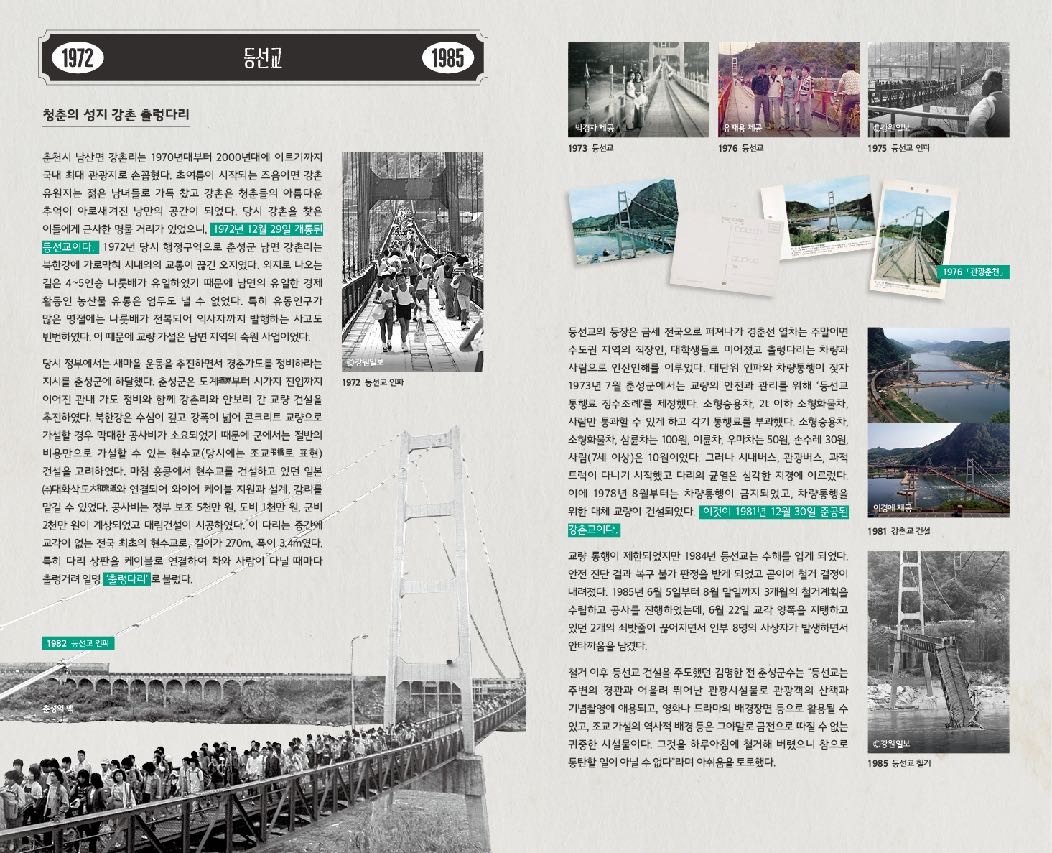 1972
등선교
1985
청춘의 성지 강촌 출렁다리
춘천시 남산면 강촌리는 1970년대부터 2000년대에 이르기까지
국내 최대 관광지로 손꼽혔다. 초여름이 시작되는 즈음이면 강촌
유원지는 젊은 남녀들로 가득 찼고 강촌은 청춘들의 아름다운
추억이 아로새겨진 낭만의 공간이 되었다. 당시 강촌을 찾은
이들에게 근사한 명물 거리가 있었으니, 1972년 12월 29일 개통된
등선교이다. 1972년 당시 행정구역으로 춘성군 남면 강촌리는
북한강에 가로막혀 시내와의 교통이 끊긴 오지였다. 외지로 나오는
길은 4~5인승 나룻배가 유일하였기 때문에 남면의 유일한 경제
활동인 농산물 유통은 엄두도 낼 수 없었다. 특히 유동인구가
많은 명절에는 나룻배가 전복되어 익사자까지 발행하는 사고도
빈번하였다. 이 때문에 교량 가설은 남면 지역의 숙원 사업이었다.
당시 정부에서는 새마을 운동을 추진하면서 경춘가도를 정비하라는
지시를 춘성군에 하달했다. 춘성군은 도계부터 시가지 진입까지
이어진 관내 가도 정비와 함께 강촌리와 안보리 간 교량 건설을
추진하였다. 북한강은 수심이 깊고 강폭이 넓어 콘크리트 교량으로
가설할 경우 막대한 공사비가 소요되었기 때문에 군에서는 절반의
비용만으로 가설할 수 있는 현수교(당시에는 조교로 표현)
건설을 고려하였다. 마침 홍콩에서 현수교를 건설하고 있던 일본
㈜대화상도와 연결되어 와이어 케이블 지원과 설계, 감리를
맡길 수 있었다. 공사비는 정부 보조 5천만 원, 도비 1천만 원, 군비
2천만 원이 계상되었고 대림건설이 시공하였다. 이 다리는 중간에
교각이 없는 전국 최초의 현수교로, 길이가 270m, 폭이 3.4m였다.
특히 다리 상판을 케이블로 연결하여 차와 사람이 다닐 때마다
출렁거려 일명 '출렁다리'로 불렸다.
ⓒ강원일보
1972 등선교 인파
1982 등선교 인파
춘성의 맥
박경자 제공
1973 등선교
용재용 제공
1976 등선교
ⓒ강원일보
1975 등선교 인파
1976 「관광춘천」
등선교의 등장은 금세 전국으로 퍼져나가 경춘선 열차는 주말이면
수도권 지역의 직장인, 대학생들로 미어졌고 출렁다리는 차량과
사람으로 인산인해를 이루었다. 대단위 인파와 차량통행이 잦자
1973년 7월 춘성군에서는 교량의 안전과 관리를 위해 '등선교
통행료 징수조례'를 제정했다. 소형승용차, 2t 이하 소형화물차,
사람만 통과할 수 있게 하고 각기 통행료를 부과했다. 소형승용차,
소형화물차, 삼륜차는 100원, 이륜차, 우마차는 50원, 손수레 30원,
사람(7세 이상)은 10원이었다. 그러나 시내버스, 관광버스, 과적
트럭이 다니기 시작했고 다리의 균열은 심각한 지경에 이르렀다.
이에 1978년 8월부터는 차량통행이 금지되었고, 차량통행을
위한 대체 교량이 건설되었다. 이것이 1981년 12월 30일 준공된
강촌교이다.
이경애 제공
1981 강촌교 건설
교량 통행이 제한되었지만 1984년 등선교는 수해를 입게 되었다.
안전 진단 결과 복구 불가 판정을 받게 되었고 곧이어 철거 결정이
내려졌다. 1985년 6월 5일부터 8월 말일까지 3개월의 철거계획을
수립하고 공사를 진행하였는데, 6월 22일 교각 양쪽을 지탱하고
있던 2개의 쇠밧줄이 끊어지면서 인부 8명의 사상자가 발생하면서
안타까움을 남겼다.
철거 이후 등선교 건설을 주도했던 김명한 전 춘성군수는 "등선교는
주변의 경관과 어울려 뛰어난 관광시설물로 관광객의 산책과
기념촬영에 애용되고, 영화나 드라마의 배경장면 등으로 활용될 수
있고, 조교 가설의 역사적 배경 등은 그야말로 금전으로 따질 수 없는
귀중한 시설물이다. 그것을 하루아침에 철거해 버렸으니 참으로
통탄할 일이 아닐 수 없다"라며 아쉬움을 토로했다.
ⓒ강원일보
1985 등선교 철거